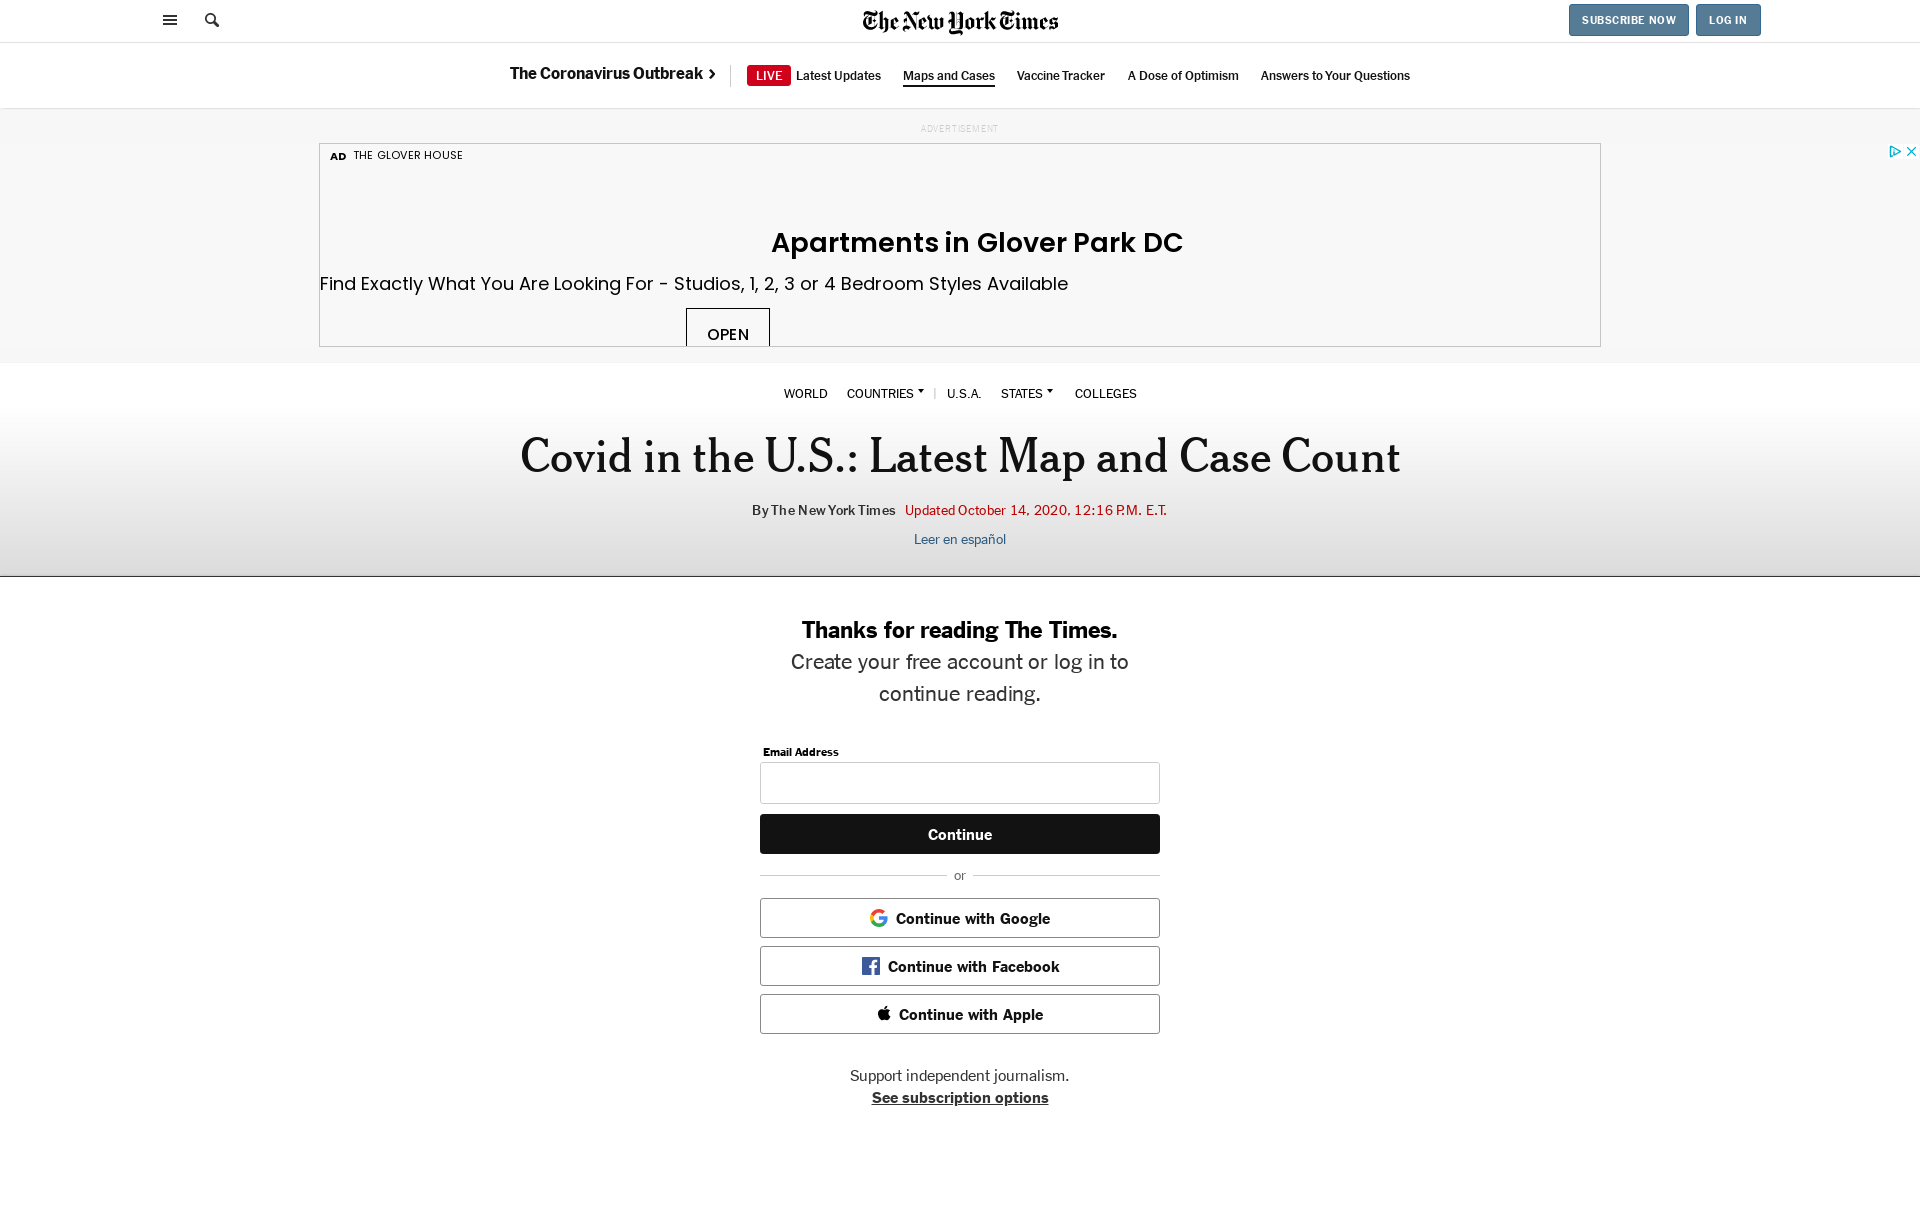 The New York Times
SUBSCRIBE NOW
LOG IN
The Coronavirus Outbreak
LIVE Latest Updates
Maps and Cases
Vaccine Tracker
A Dose of Optimism
Answers to Your Questions
ADVERTISEMENT
AD THE GLOVER HOUSE
Apartments in Glover Park DC
Find Exactly What You Are Looking For - Studios, 1, 2, 3 or 4 Bedroom Styles Available
OPEN
WORLD COUNTRIES | U.S.A. STATES COLLEGES
Covid in the U.S.: Latest Map and Case Count
By The New York Times Updated October 14, 2020, 12:16 P.M. E.T.
Leer en español
Thanks for reading The Times.
Create your free account or log in to
continue reading.
Email Address
Continue
or
Continue with Google
Continue with Facebook
Continue with Apple
Support independent journalism.
See subscription options